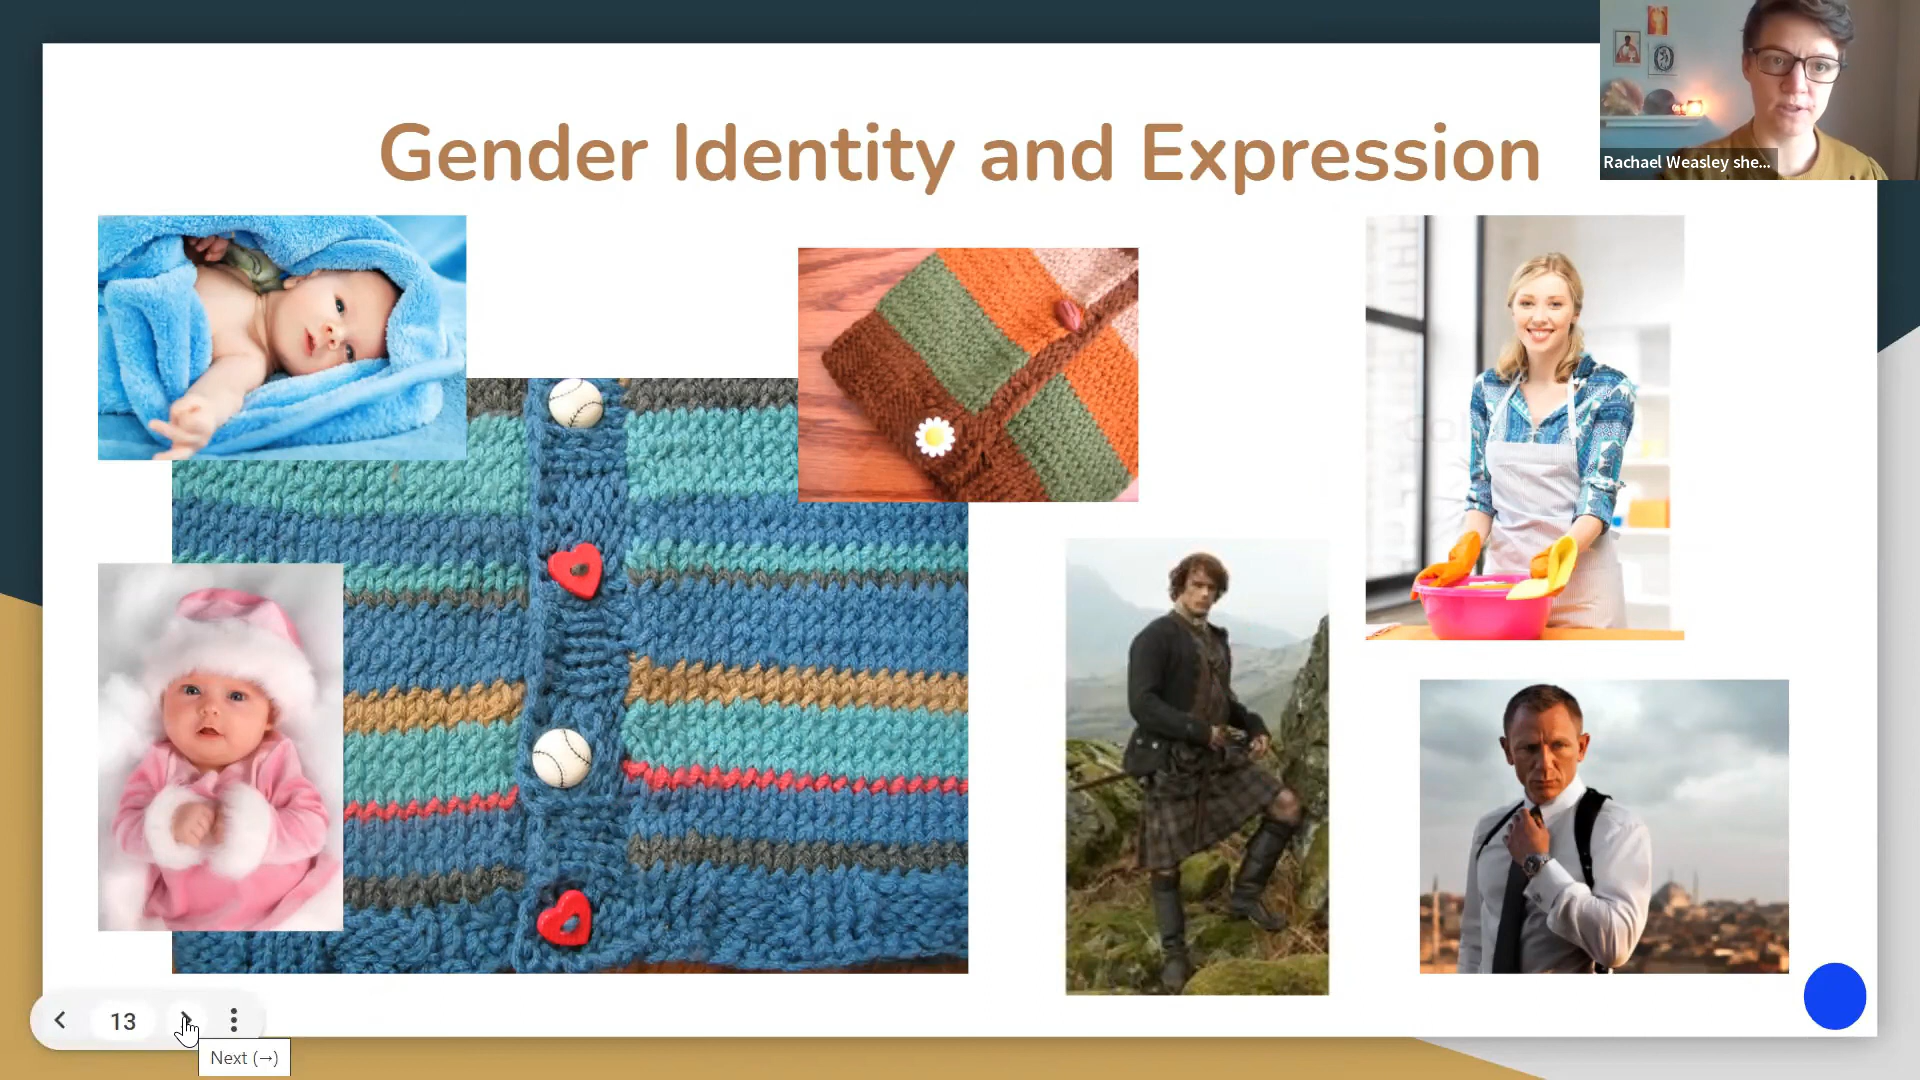 Gender Identity and Expression
Rachael Weasley she...
13
Next (→)